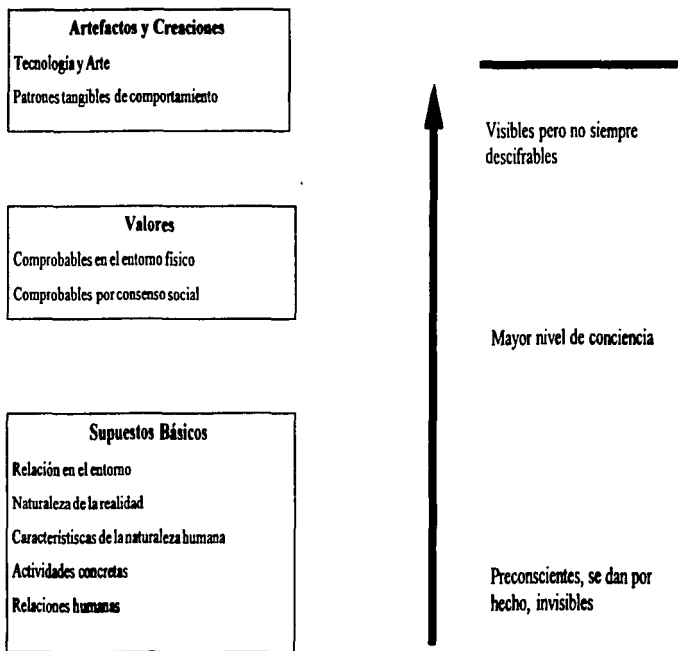 Artefactos y Creaciones
Tecnología y Arte
Patrones tangibles de comportamiento
Visibles pero no siempre
descifrables
Valores
Comprobables en el entorno físico
Comprobables por consenso social
Mayor nivel de conciencia
Supuestos Básicos
Relación en el entorno
Naturaleza de la realidad
Característiscas de la naturaleza humana
Actividades concretas
Relaciones humanas
Preconscientes, se dan por
hecho, invisibles